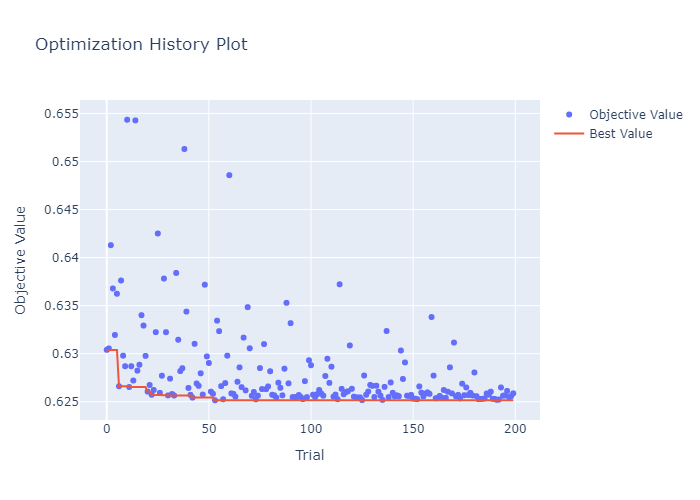 Optimization History Plot
0.655
0.65
0.645
0.64
0.635
0.63
0.625
0
50
100
150
200
Trial
Objective Value
Objective Value
Best Value